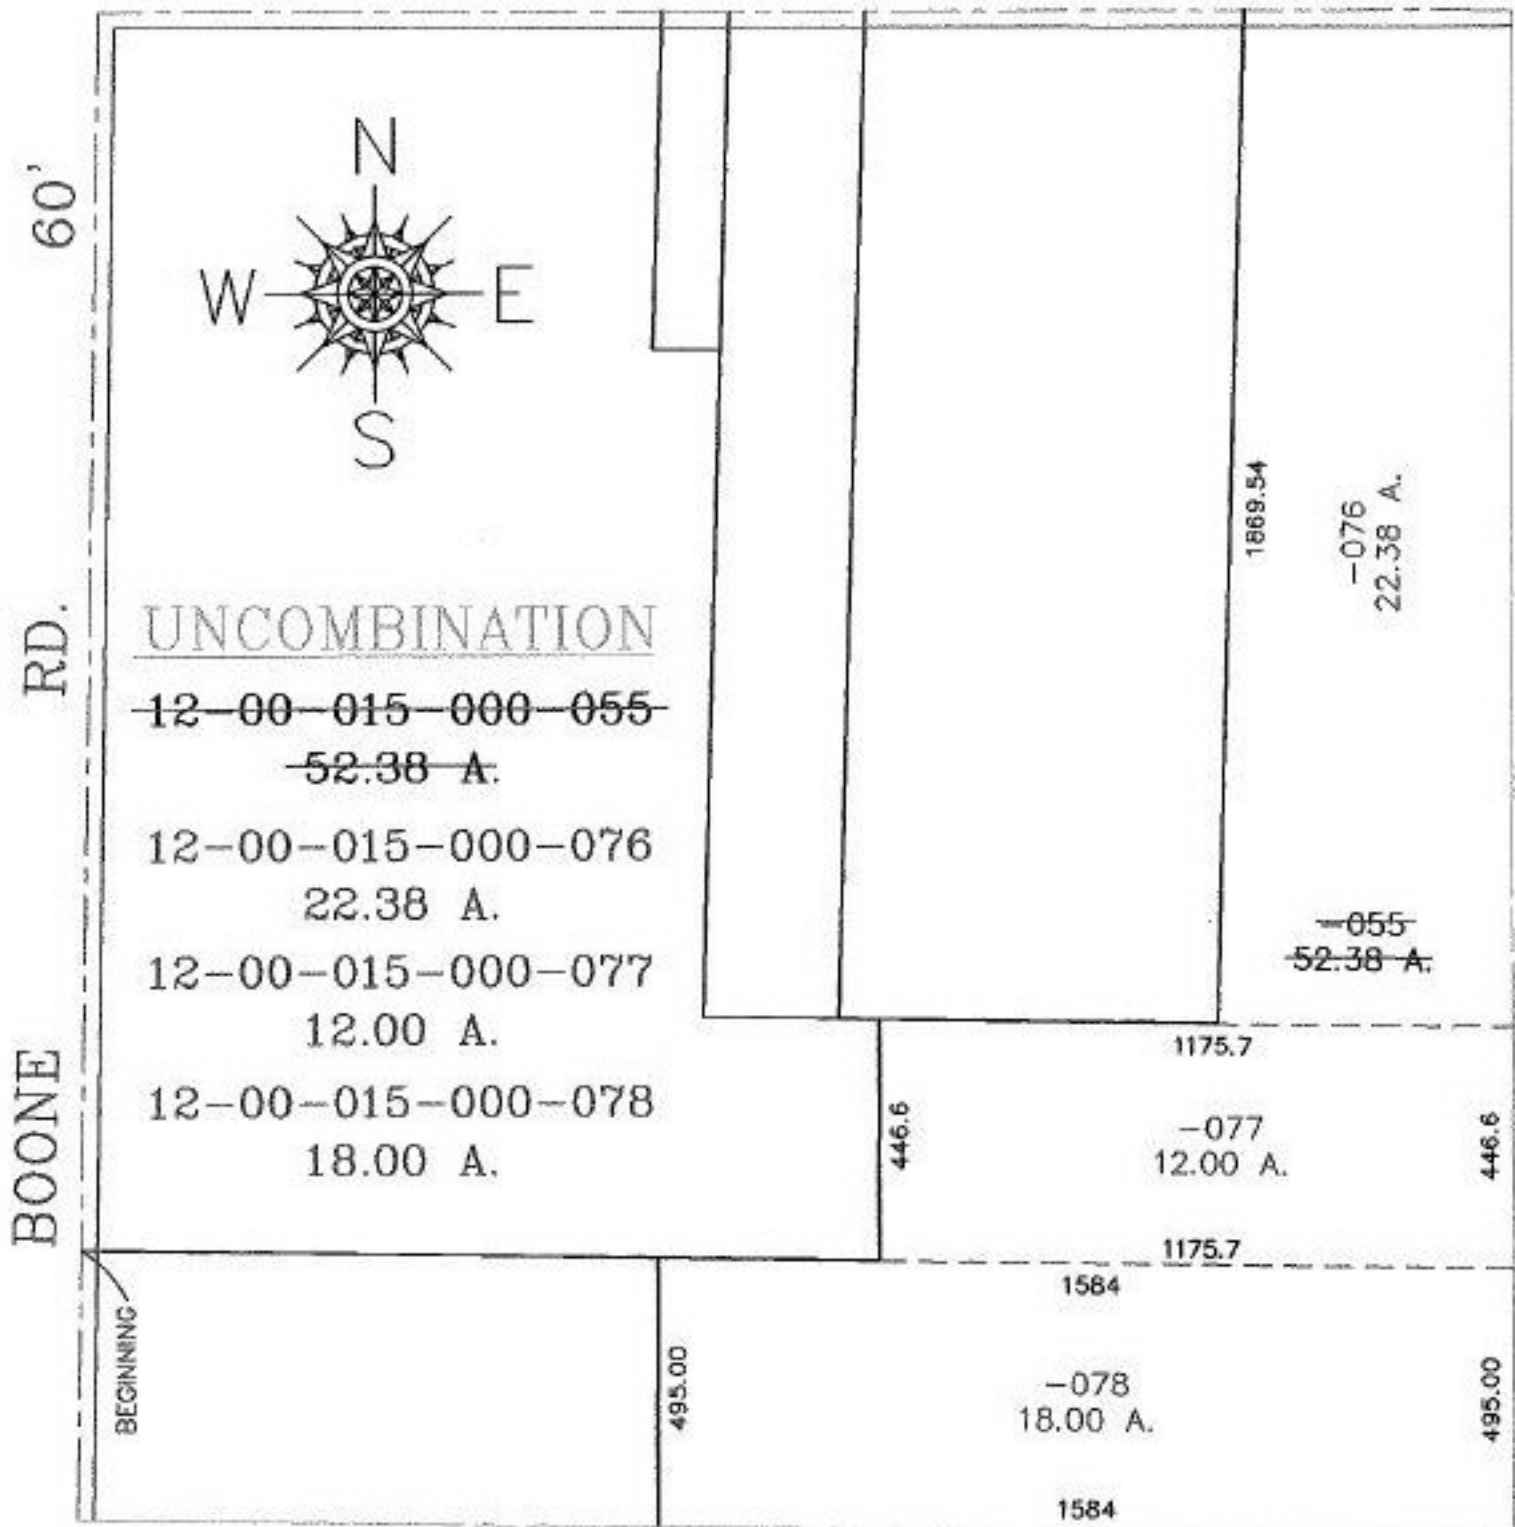 60'
RD.
BOONE
N
W
E
S
UNCOMBINATION
12-00-015-000-055
52.38 A.
12-00-015-000-076
22.38 A.
12-00-015-000-077
12.00 A.
12-00-015-000-078
18.00 A.
1869.54
-076
22.38 A.
-055
52.38 A.
1175.7
446.6
-077
12.00 A.
446.6
1175.7
1584
BEGINNING
495.00
-078
18.00 A.
495.00
1584